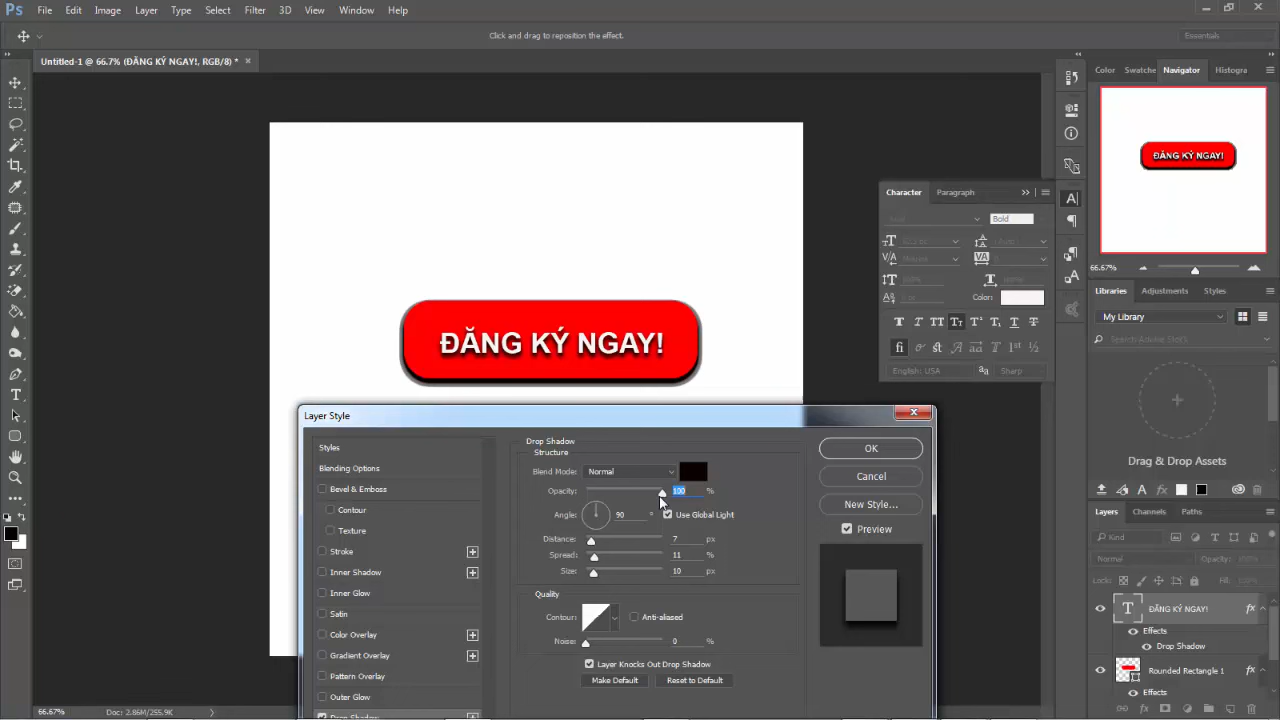 Ps File Edit Image Layer Type Select Filter 3D View Window Help
Click and drag to reposition the effect.
Essentials
Untitled-1 @ 66.7% (ĐĂNG KÝ NGAY!, RGB/8) * ×
Color Swatche Navigator Histogra
ĐĂNG KÝ NGAY!
66.67%
Character Paragraph
Bold
Color:
English: USA
Sharp
Libraries Adjustments Styles
My Library
Drag & Drop Assets
Layers Channels Paths
Kind
Normal Opacity:
Lock: Fill:
T ĐĂNG KÝ NGAY! fx
Effects
Drop Shadow
Rounded Rectangle 1 fx
Effects
ĐĂNG KÝ NGAY!
Layer Style
Styles
Blending Options
Bevel & Emboss
Contour
Texture
Stroke
Inner Shadow
Inner Glow
Satin
Color Overlay
Gradient Overlay
Pattern Overlay
Outer Glow
Drop Shadow
Drop Shadow
Structure
Blend Mode: Normal
Opacity: 100 %
Angle: 90 ° Use Global Light
Distance: 7 px
Spread: 11 %
Size: 10 px
Quality
Contour: Anti-aliased
Noise: 0 %
Layer Knocks Out Drop Shadow
Make Default Reset to Default
OK
Cancel
New Style...
Preview
66.67% Doc: 2.86M/255.9K